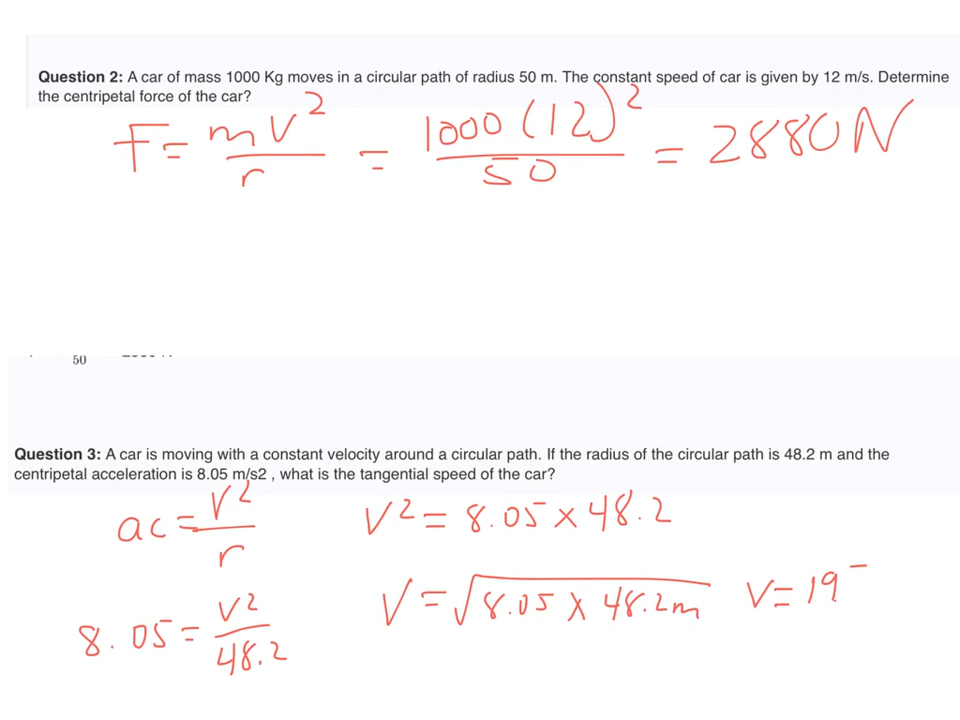 Question 2: A car of mass 1000 Kg moves in a circular path of radius 50 m. The constant speed of car is given by 12 m/s. Determine
the centripetal force of the car?
F = mv²/r = 1000 (12)²/50 = 2880N
50
Question 3: A car is moving with a constant velocity around a circular path. If the radius of the circular path is 48.2 m and the
centripetal acceleration is 8.05 m/s2 , what is the tangential speed of the car?
ac = v²/r
v² = 8.05 x 48.2
8.05 = v²/48.2
v = √8.05 x 48.2m
v = 19